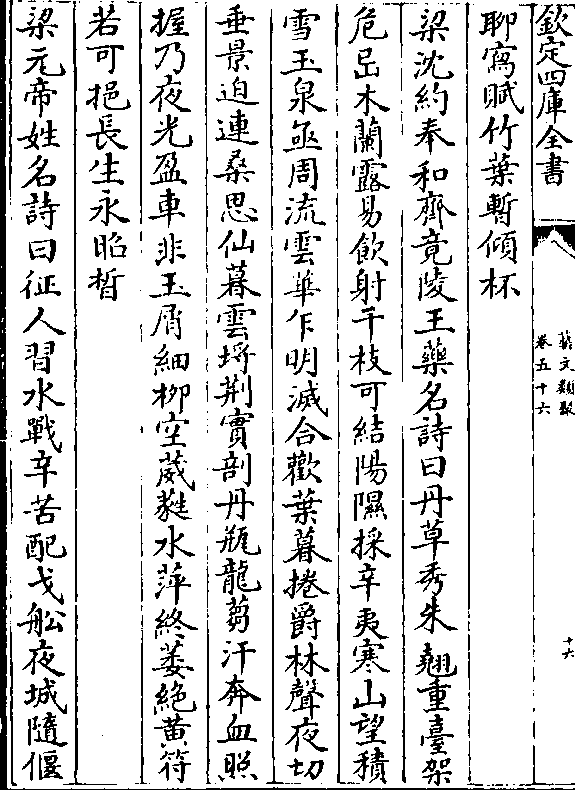 欽定四庫全書
藝文類聚
卷五十六
十六
聊寫賦竹葉暫傾杯
梁沈約奉和齊竟陵王藥名詩曰丹草秀朱翹重臺架
危岊木蘭露易飲射干枝可結陽隰採辛夷寒山望積
雪玉泉亟周流雲華乍明滅合歡葉暮捲爵林聲夜切
垂景迫連桑思仙暮雲埒荆實剖丹瓶龍芻汗奔血照
握乃夜光盈車非玉屑細柳空葳蕤水萍終萎絶黄符
若可挹長生永昭晢
梁元帝姓名詩曰征人習水戰辛苦配戈船夜城隨偃